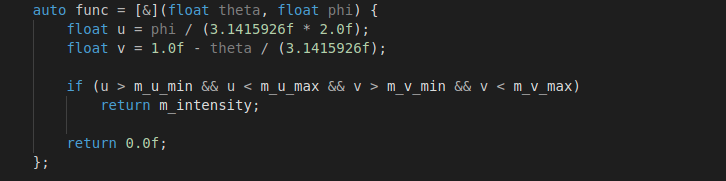 auto func = [&](float theta, float phi) {
    float u = phi / (3.1415926f * 2.0f);
    float v = 1.0f - theta / (3.1415926f);
    if (u > m_u_min && u < m_u_max && v > m_v_min && v < m_v_max)
        return m_intensity;
    return 0.0f;
};